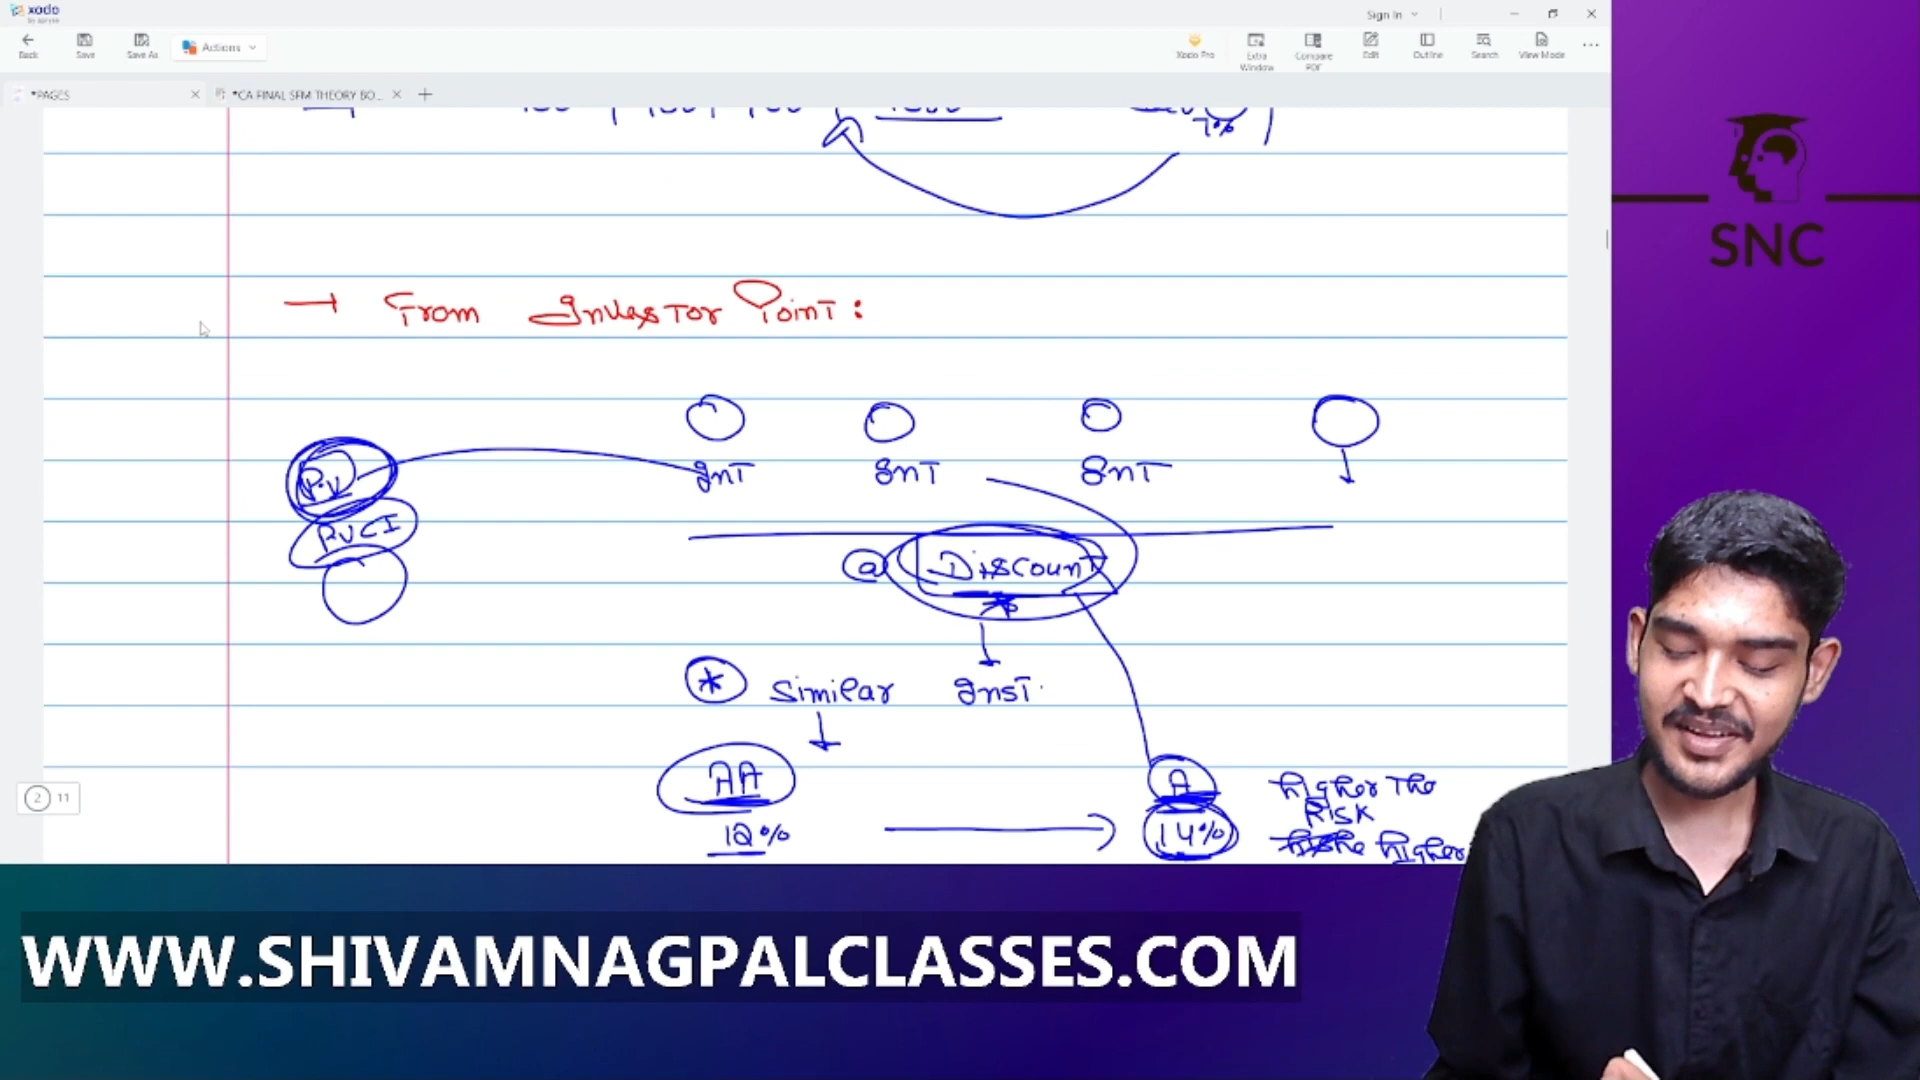 xodo
Sign In
Back
Save
Save As
Actions
Xodo Pro
Extra Window
Compare PDF
Edit
Outline
Search
View Mode
*PAGES
*CA FINAL SFM THEORY BO...
7%
SNC
→ From Investor Point:
P.V
Int Int Int
PVCI
@ Discount
* Similar Inst.
AA A Higher The
Risk
12% 14% Higher
2 11
WWW.SHIVAMNAGPALCLASSES.COM